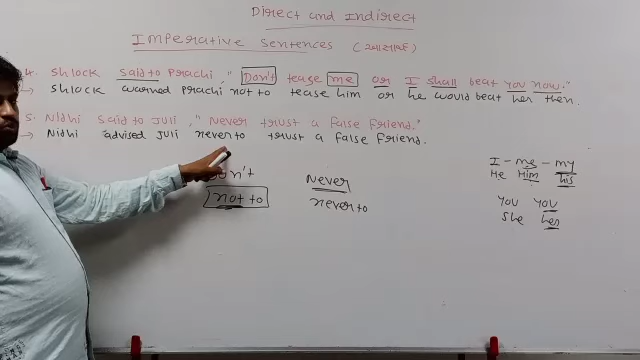 Direct and Indirect
Imperative Sentences
4. Shlock said to Prachi, "Don't tease me or I shall beat you now."
→ Shlock warned Prachi not to tease him or he would beat her then.
5. Nidhi said to Juli, "Never trust a false friend."
→ Nidhi advised Juli never to trust a false friend.
Never
not to
never to
I - me - my
He Him his
you you
She her